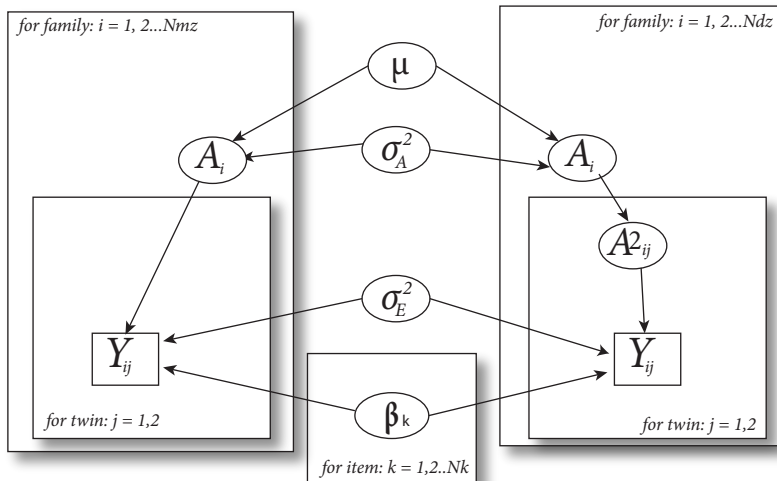 for family: i = 1, 2...Nmz
for family: i = 1, 2...Ndz
μ
A_i
σ_A^2
A_i
A2_ij
σ_E^2
Y_ij
Y_ij
β_k
for twin: j = 1,2
for twin: j = 1,2
for item: k = 1,2..Nk